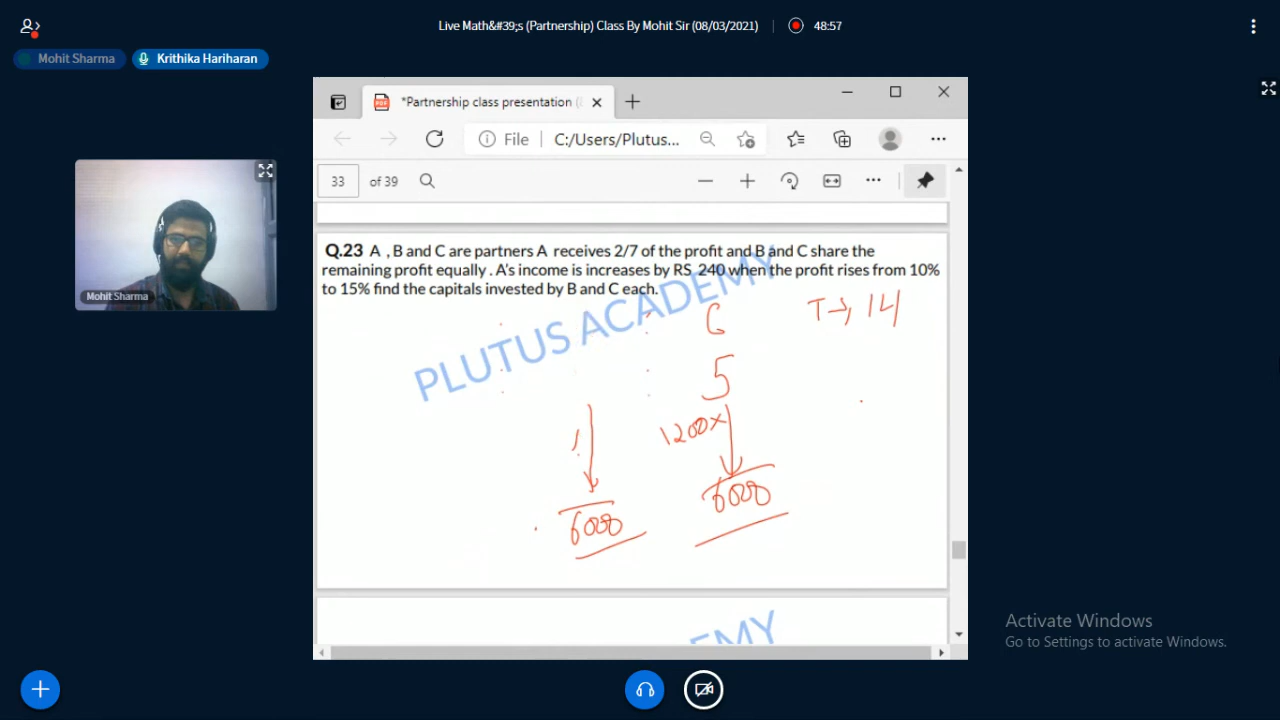 Live Math&#39;s (Partnership) Class By Mohit Sir (08/03/2021)
48:57
Mohit Sharma
Krithika Hariharan
*Partnership class presentation (
File
C:/Users/Plutus...
33
of 39
Q.23 A , B and C are partners A receives 2/7 of the profit and B and C share the
remaining profit equally . A's income is increases by RS 240 when the profit rises from 10%
to 15% find the capitals invested by B and C each.
Mohit Sharma
PLUTUS ACADEMY
C
T→ 14
5
1200×
6000
6000
Activate Windows
Go to Settings to activate Windows.